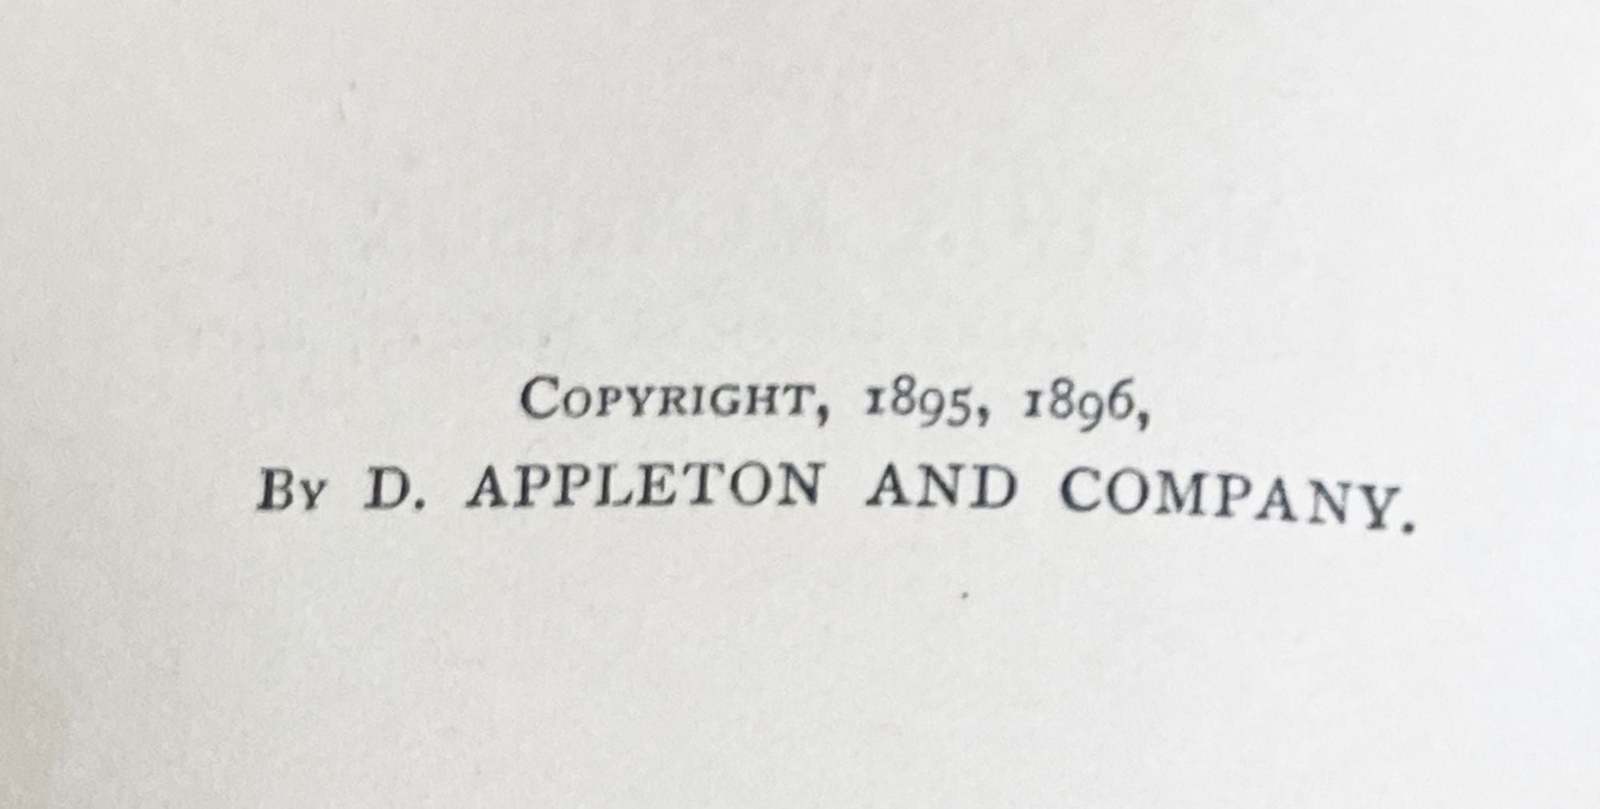 Copyright, 1895, 1896,
By D. APPLETON AND COMPANY.